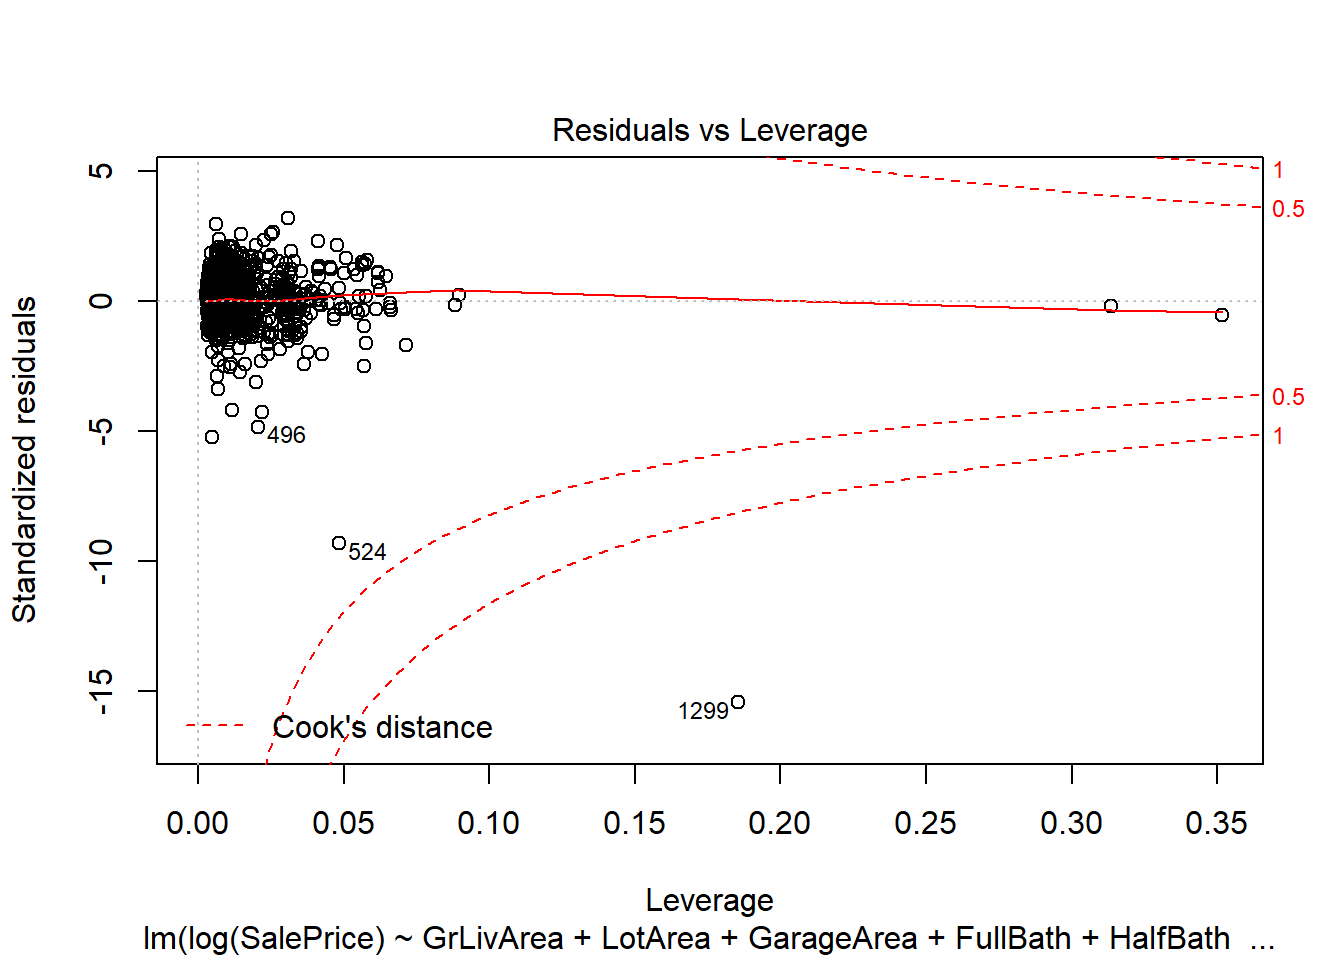 Residuals vs Leverage
Standardized residuals
5
0
-5
-10
-15
1
0.5
0.5
1
496
524
1299
Cook's distance
0.00 0.05 0.10 0.15 0.20 0.25 0.30 0.35
Leverage
lm(log(SalePrice) ~ GrLivArea + LotArea + GarageArea + FullBath + HalfBath ...